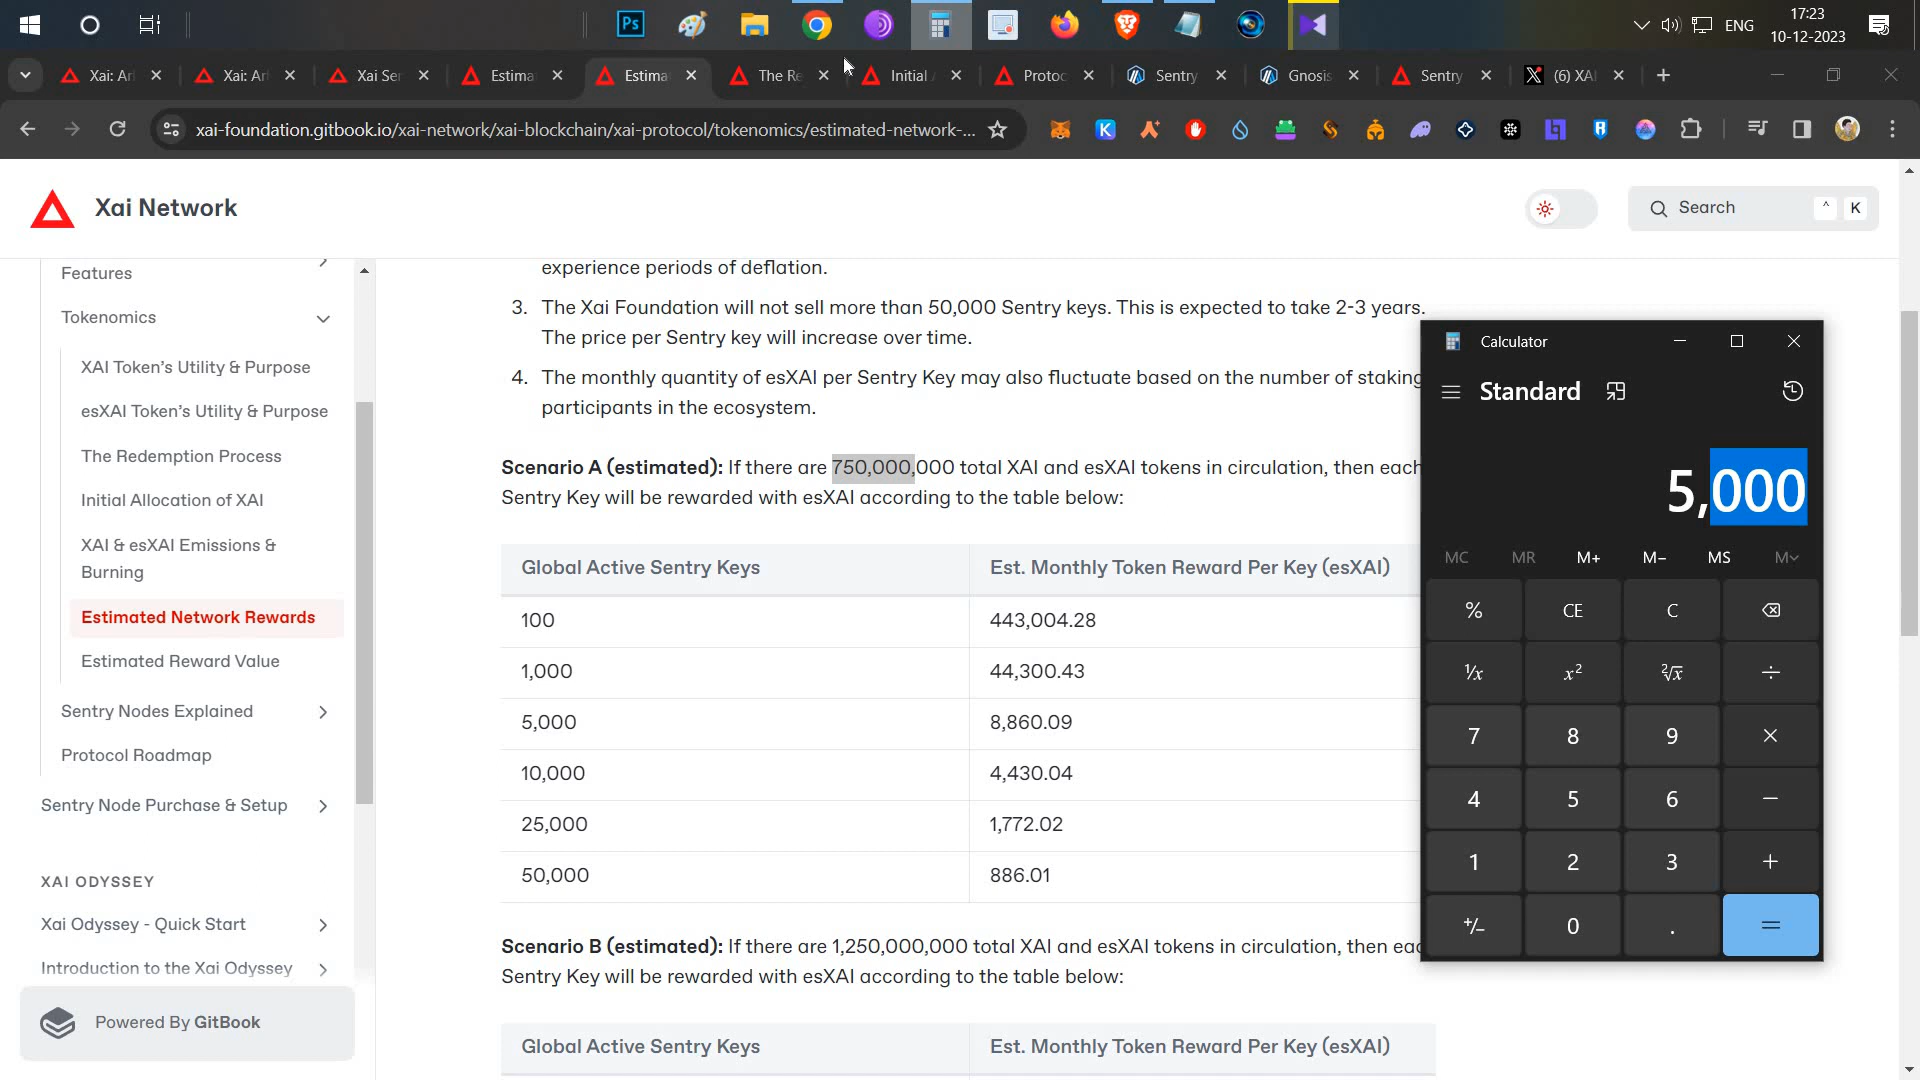 Ps
ENG
17:23
10-12-2023
Xai: Ar
Xai: Ar
Xai Ser
Estima
Estima
The Re
Initial
Protoc
Sentry
Gnosis
Sentry
(6) XAI
xai-foundation.gitbook.io/xai-network/xai-blockchain/xai-protocol/tokenomics/estimated-network-...
Xai Network
Search
^ K
Features
Tokenomics
XAI Token's Utility & Purpose
esXAI Token's Utility & Purpose
The Redemption Process
Initial Allocation of XAI
XAI & esXAI Emissions &
Burning
Estimated Network Rewards
Estimated Reward Value
Sentry Nodes Explained
Protocol Roadmap
Sentry Node Purchase & Setup
XAI ODYSSEY
Xai Odyssey - Quick Start
Introduction to the Xai Odyssey
Powered By GitBook
experience periods of deflation.
3. The Xai Foundation will not sell more than 50,000 Sentry keys. This is expected to take 2-3 years.
The price per Sentry key will increase over time.
4. The monthly quantity of esXAI per Sentry Key may also fluctuate based on the number of staking
participants in the ecosystem.
Scenario A (estimated): If there are 750,000,000 total XAI and esXAI tokens in circulation, then each
Sentry Key will be rewarded with esXAI according to the table below:
Global Active Sentry Keys Est. Monthly Token Reward Per Key (esXAI)
100 443,004.28
1,000 44,300.43
5,000 8,860.09
10,000 4,430.04
25,000 1,772.02
50,000 886.01
Scenario B (estimated): If there are 1,250,000,000 total XAI and esXAI tokens in circulation, then eac
Sentry Key will be rewarded with esXAI according to the table below:
Global Active Sentry Keys Est. Monthly Token Reward Per Key (esXAI)
Calculator
Standard
5,000
MC MR M+ M− MS M˅
% CE C
¹⁄x x² ²√x ÷
7 8 9 ×
4 5 6 −
1 2 3 +
+/− 0 . =